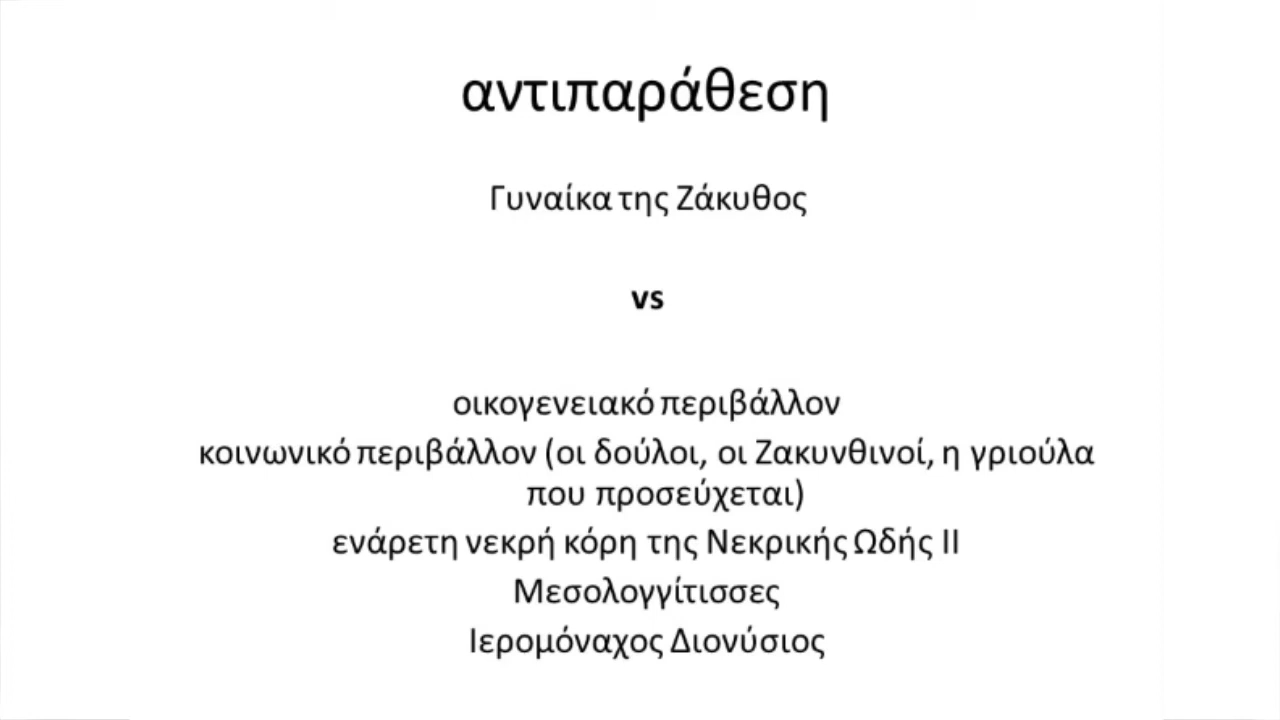 αντιπαράθεση
Γυναίκα της Ζάκυθος
vs
οικογενειακό περιβάλλον
κοινωνικό περιβάλλον (οι δούλοι, οι Ζακυνθινοί, η γριούλα
που προσεύχεται)
ενάρετη νεκρή κόρη της Νεκρικής Ωδής ΙΙ
Μεσολογγίτισσες
Ιερομόναχος Διονύσιος